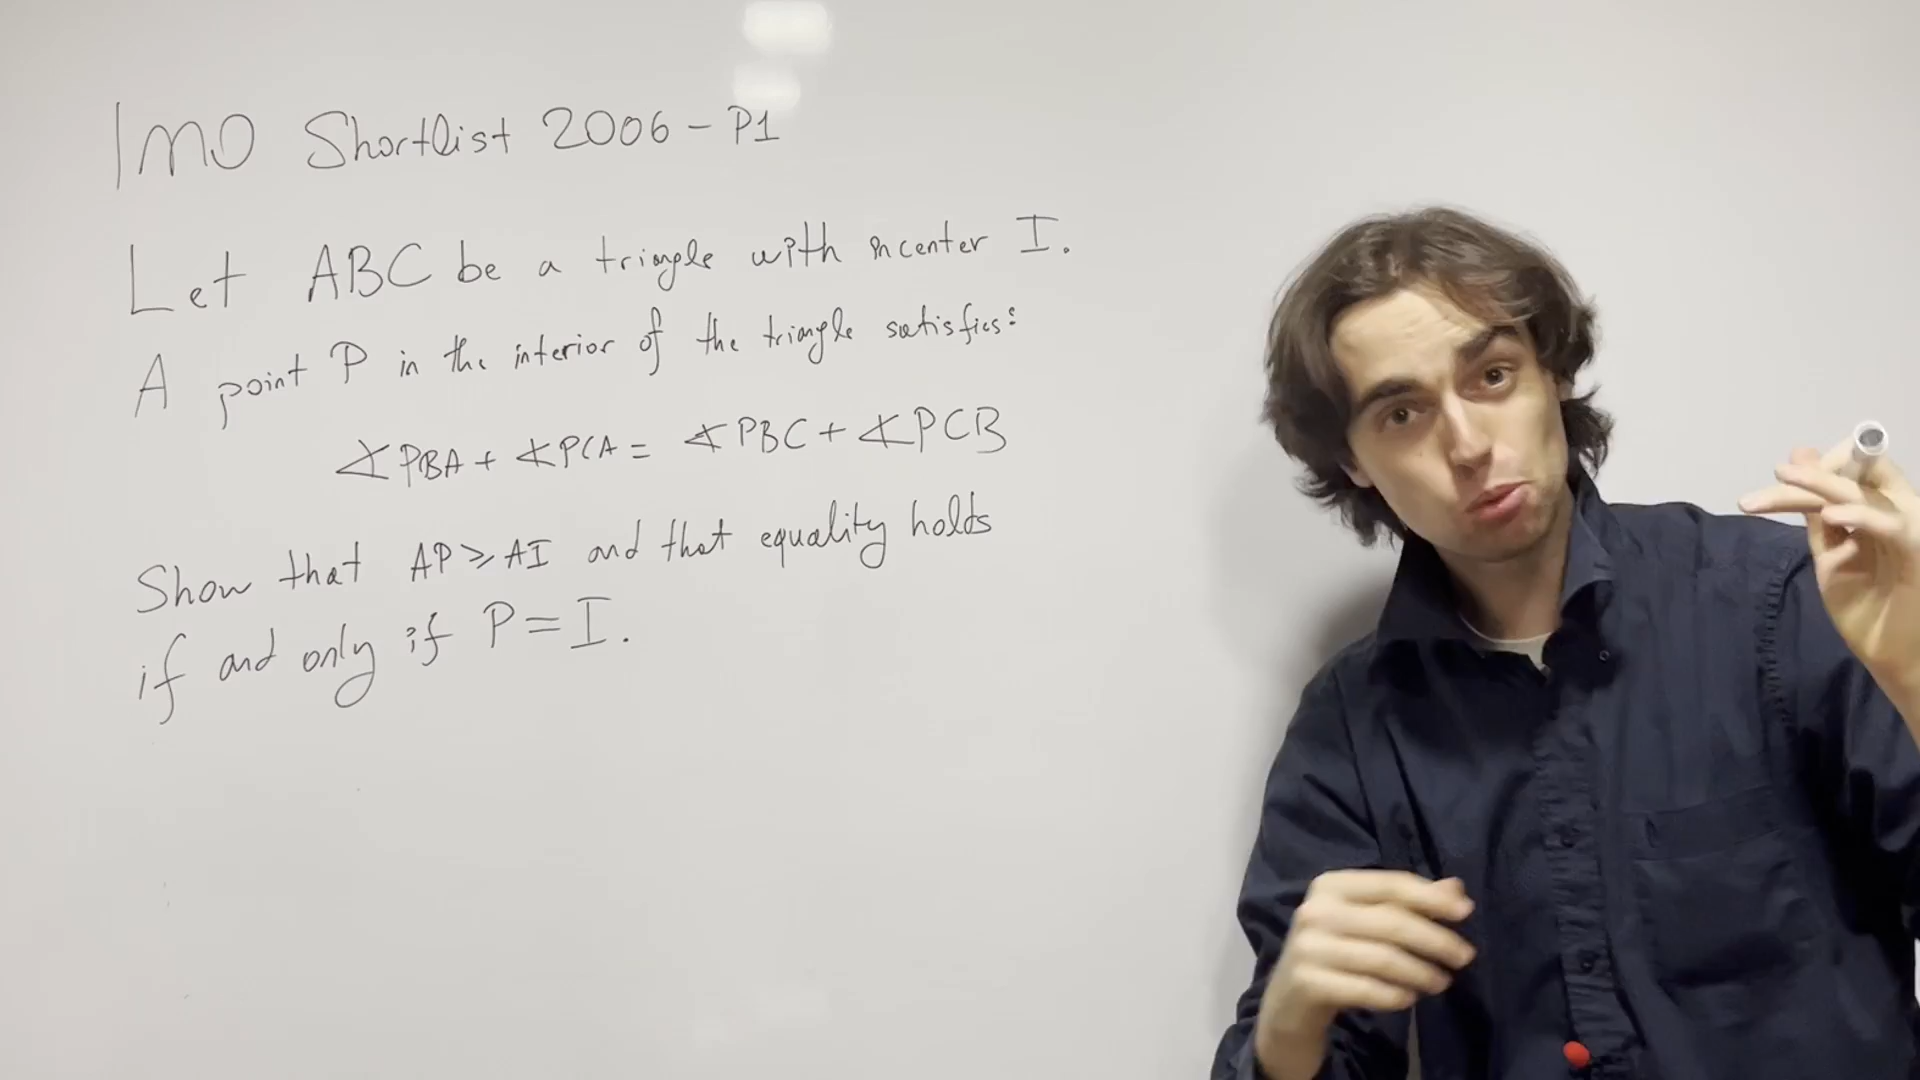 IMO Shortlist 2006 - P1
Let ABC be a triangle with incenter I.
A point P in the interior of the triangle satisfies:
∢PBA + ∢PCA = ∢PBC + ∢PCB
Show that AP ⩾ AI and that equality holds
if and only if P = I.